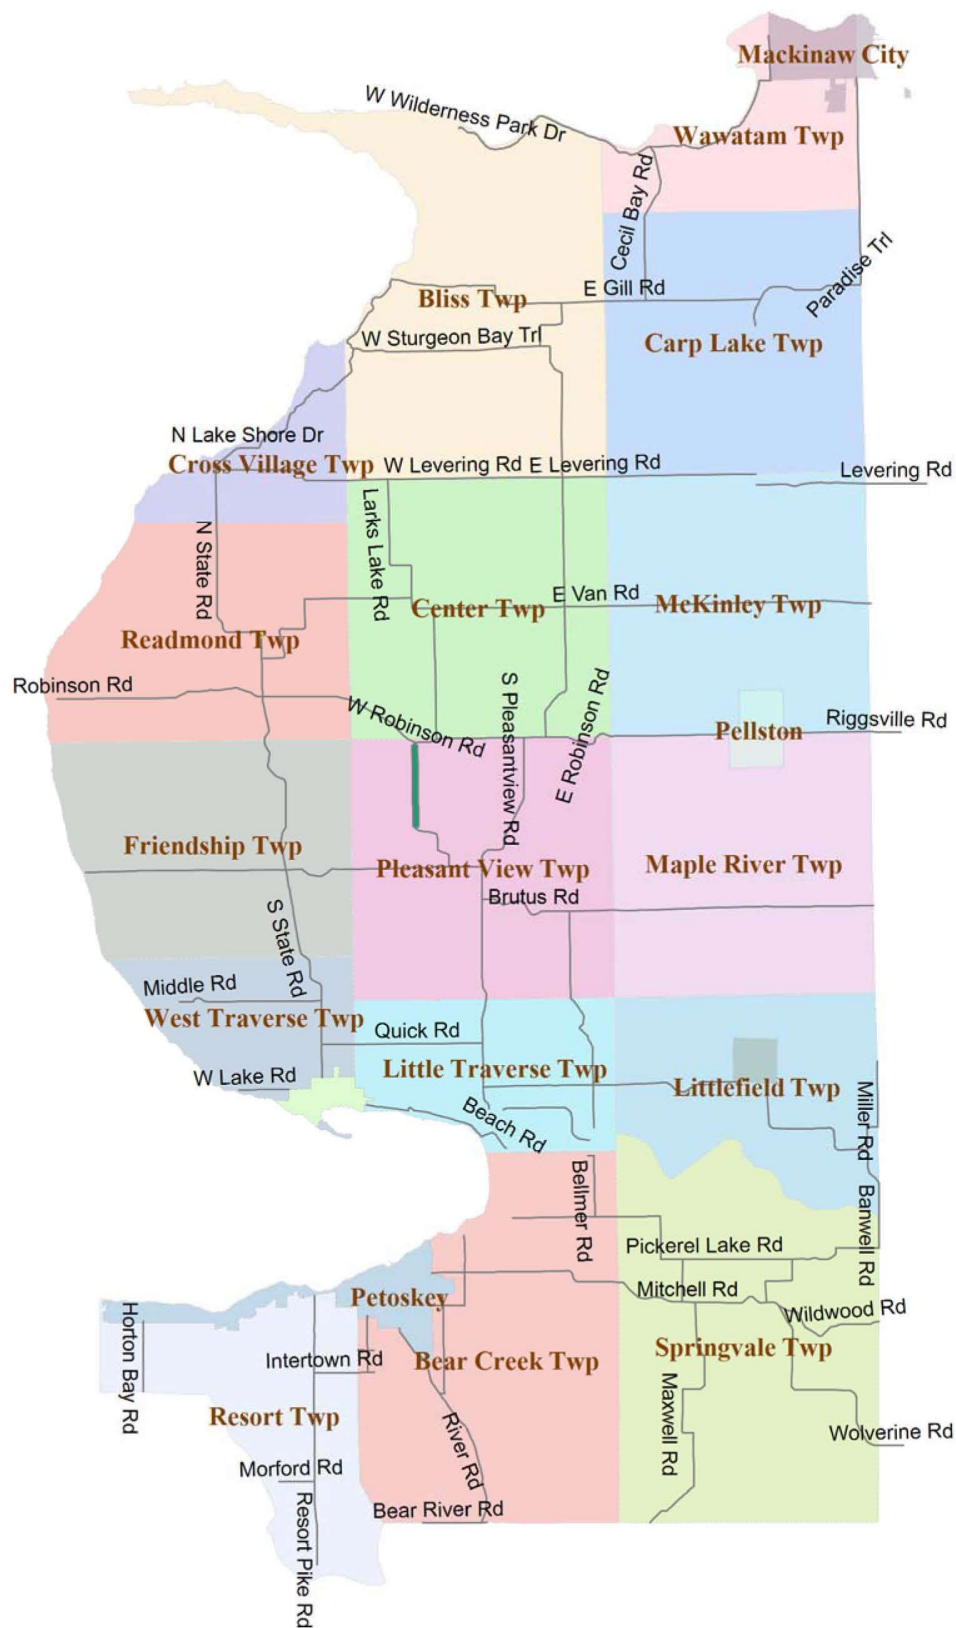 Mackinaw City
W Wilderness Park Dr
Wawatam Twp
Cecil Bay Rd
Paradise Trl
E Gill Rd
Bliss Twp
W Sturgeon Bay Trl
Carp Lake Twp
N Lake Shore Dr
Cross Village Twp
W Levering Rd
E Levering Rd
Levering Rd
Larks Lake Rd
N State Rd
E Van Rd
Center Twp
McKinley Twp
Readmond Twp
Robinson Rd
W Robinson Rd
S Pleasantview Rd
E Robinson Rd
Riggsville Rd
Pellston
Friendship Twp
Pleasant View Twp
Maple River Twp
Brutus Rd
S State Rd
Middle Rd
West Traverse Twp
Quick Rd
W Lake Rd
Little Traverse Twp
Littlefield Twp
Miller Rd
Beach Rd
Bellmer Rd
Banwell Rd
Pickerel Lake Rd
Mitchell Rd
Petoskey
Wildwood Rd
Horton Bay Rd
Intertown Rd
Bear Creek Twp
Springvale Twp
Resort Twp
Maxwell Rd
River Rd
Wolverine Rd
Morford Rd
Resort Pike Rd
Bear River Rd